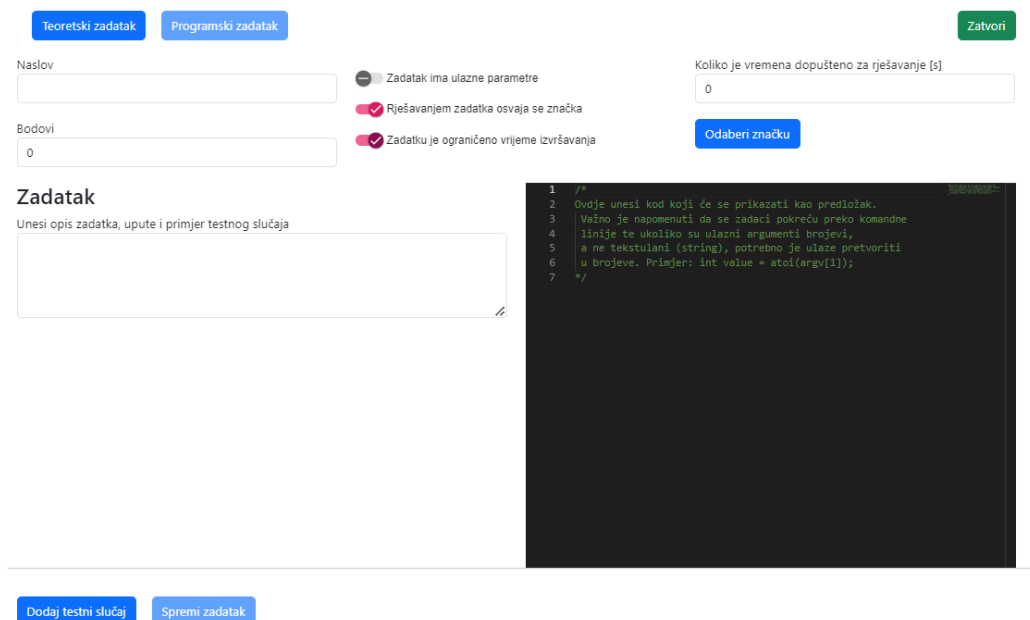 Teoretski zadatak Programski zadatak Zatvori
Naslov
Zadatak ima ulazne parametre
Rješavanjem zadatka osvaja se značka
Zadatku je ograničeno vrijeme izvršavanja
Koliko je vremena dopušteno za rješavanje [s]
0
Odaberi značku
Bodovi
0
Zadatak
Unesi opis zadatka, upute i primjer testnog slučaja
1 /*
2 Ovdje unesi kod koji će se prikazati kao predložak.
3 Važno je napomenuti da se zadaci pokreću preko komandne
4 linije te ukoliko su ulazni argumenti brojevi,
5 a ne tekstulani (string), potrebno je ulaze pretvoriti
6 u brojeve. Primjer: int value = atoi(argv[1]);
7 */
Dodaj testni slučaj Spremi zadatak